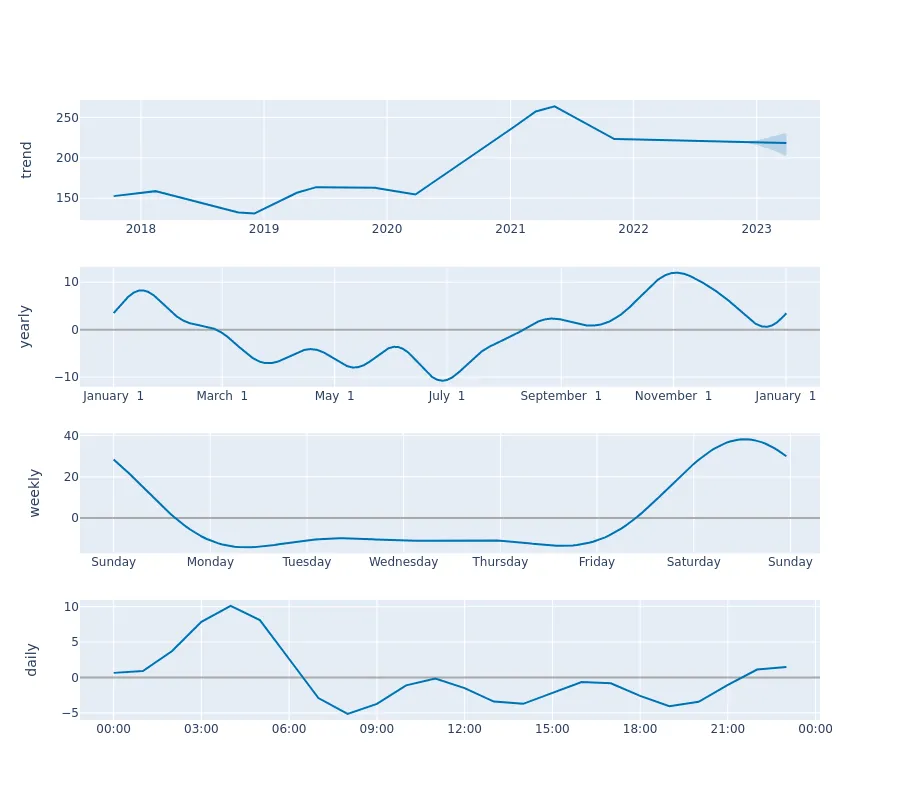 trend
250
200
150
2018 2019 2020 2021 2022 2023
yearly
10
0
−10
January 1 March 1 May 1 July 1 September 1 November 1 January 1
weekly
40
20
0
Sunday Monday Tuesday Wednesday Thursday Friday Saturday Sunday
daily
10
5
0
−5
00:00 03:00 06:00 09:00 12:00 15:00 18:00 21:00 00:00